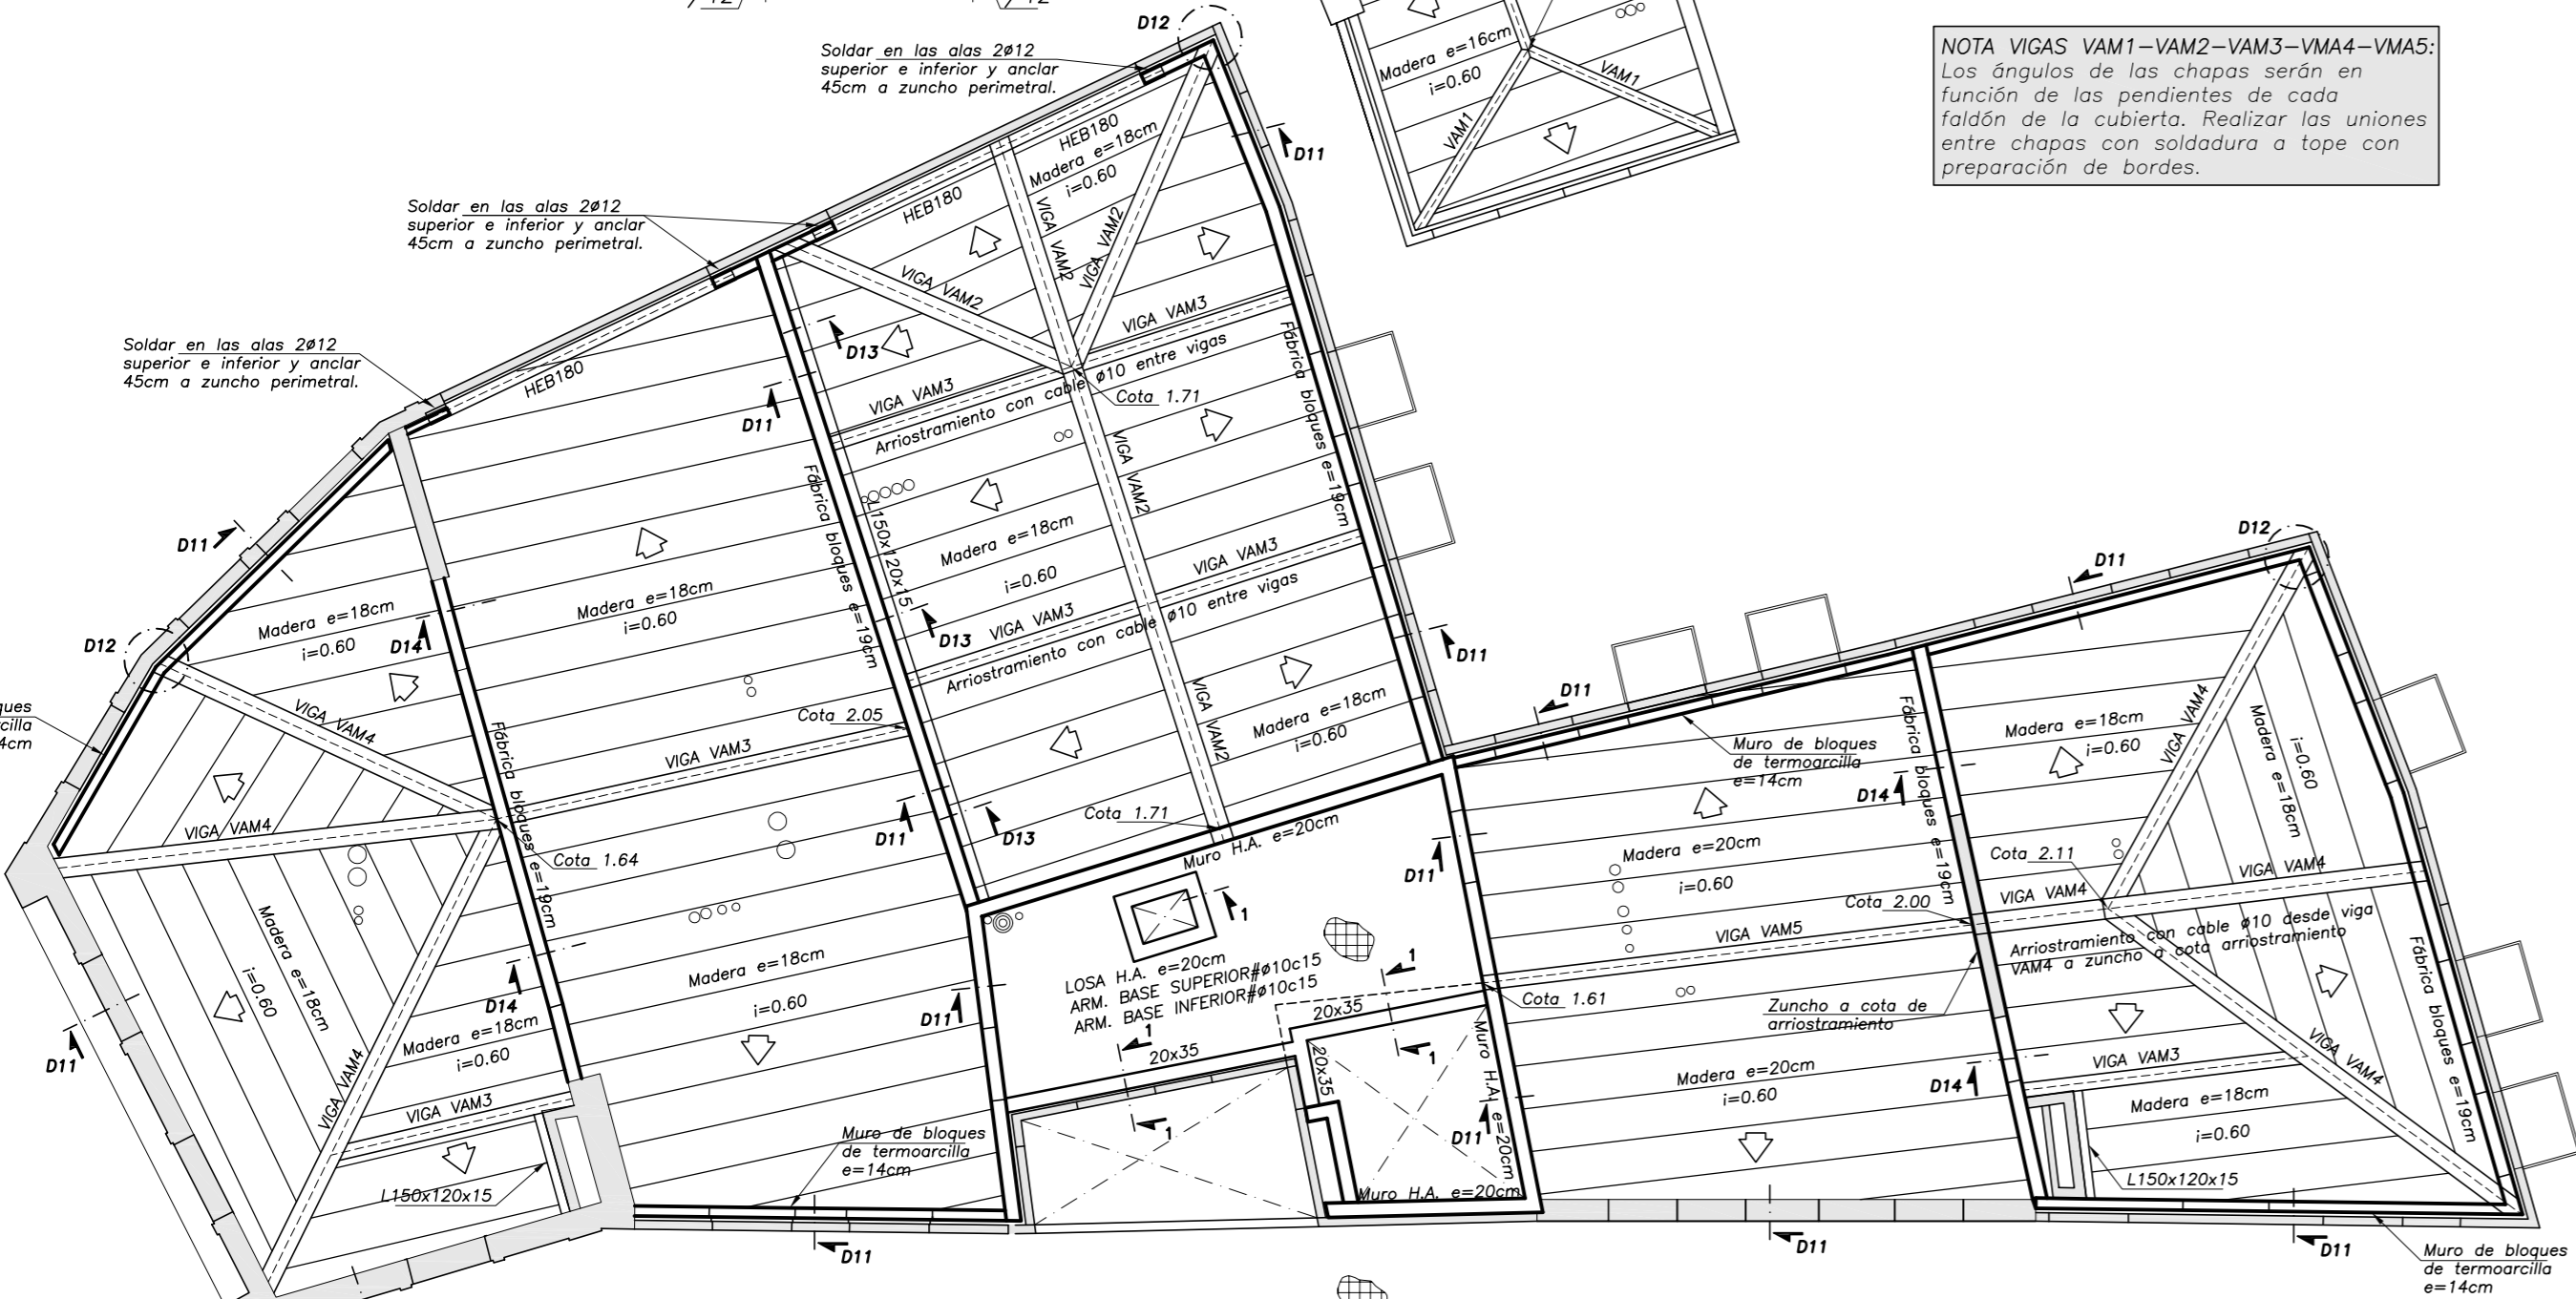 D12
Soldar en las alas 2ø12
superior e inferior y anclar
45cm a zuncho perimetral.
Madera e=16cm
i=0.60
VAM1
VAM1
NOTA VIGAS VAM1-VAM2-VAM3-VMA4-VMA5:
Los ángulos de las chapas serán en
función de las pendientes de cada
faldón de la cubierta. Realizar las uniones
entre chapas con soldadura a tope con
preparación de bordes.
HEB180
Madera e=18cm
i=0.60
D11
Soldar en las alas 2ø12
superior e inferior y anclar
45cm a zuncho perimetral.
HEB180
VIGA VAM2
VIGA VAM2
VIGA VAM2
Soldar en las alas 2ø12
superior e inferior y anclar
45cm a zuncho perimetral.
HEB180
D13
D11
VIGA VAM3
VIGA VAM3
Arriostramiento con cable ø10 entre vigas
Cota 1.71
Fábrica bloques e=19cm
VIGA VAM2
Fábrica bloques e=19cm
L150x120x15
Madera e=18cm
i=0.60
VIGA VAM3
VIGA VAM3
Arriostramiento con cable ø10 entre vigas
D13
D11
D11
D12
Madera e=18cm
i=0.60
D14
Madera e=18cm
i=0.60
VIGA VAM4
Fábrica bloques e=19cm
Cota 2.05
VIGA VAM3
VIGA VAM2
Madera e=18cm
i=0.60
VIGA VAM4
Cota 1.64
D11
D13
Cota 1.71
Muro H.A. e=20cm
Madera e=18cm
i=0.60
D11
D14
Madera e=18cm
i=0.60
VIGA VAM4
VIGA VAM3
L150x120x15
Madera e=18cm
i=0.60
D11
Muro de bloques
de termoarcilla
e=14cm
D11
1
LOSA H.A. e=20cm
ARM. BASE SUPERIOR#ø10c15
ARM. BASE INFERIOR#ø10c15
1
1
20x35
20x35
20x35
1
1
Cota 1.61
Muro H.A. e=20cm
D11
Muro H.A. e=20cm
D11
D12
D11
D11
Muro de bloques
de termoarcilla
e=14cm
D14
Fábrica bloques e=19cm
Madera e=18cm
i=0.60
VIGA VAM4
Madera e=18cm
i=0.60
Madera e=20cm
i=0.60
Cota 2.11
VIGA VAM4
VIGA VAM4
Cota 2.00
VIGA VAM5
Arriostramiento con cable ø10 desde viga
VAM4 a zuncho a cota arriostramiento
Zuncho a cota de
arriostramiento
Fábrica bloques e=19cm
Madera e=20cm
i=0.60
D14
VIGA VAM3
VIGA VAM4
Madera e=18cm
i=0.60
L150x120x15
D11
D11
Muro de bloques
de termoarcilla
e=14cm